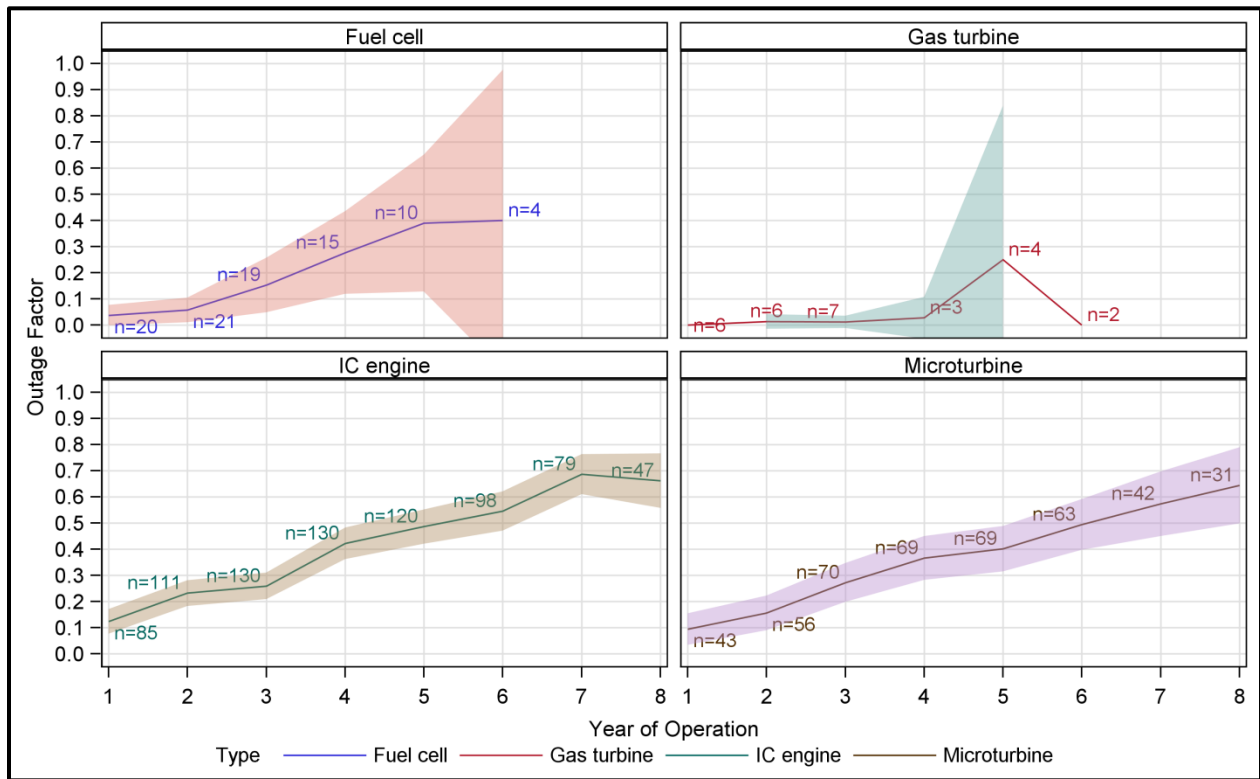 Fuel cell
Gas turbine
1.0
0.9
0.8
0.7
0.6
0.5
0.4
0.3
0.2
0.1
0.0
n=20
n=21
n=19
n=15
n=10
n=4
n=6
n=6
n=7
n=3
n=4
n=2
Outage Factor
IC engine
Microturbine
1.0
0.9
0.8
0.7
0.6
0.5
0.4
0.3
0.2
0.1
0.0
n=85
n=111
n=130
n=130
n=120
n=98
n=79
n=47
n=43
n=56
n=70
n=69
n=69
n=63
n=42
n=31
1 2 3 4 5 6 7 8 1 2 3 4 5 6 7 8
Year of Operation
Type Fuel cell Gas turbine IC engine Microturbine